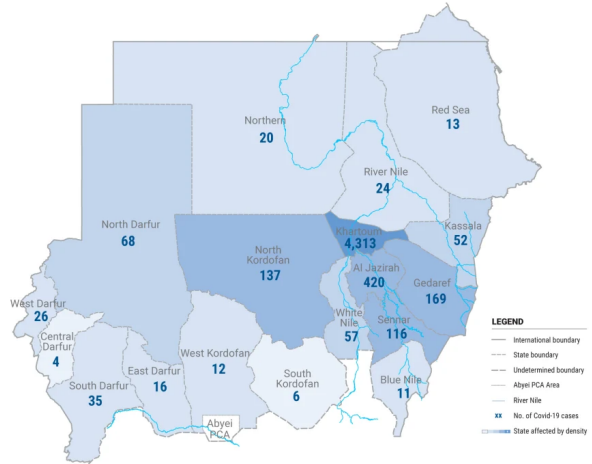 Northern
20
Red Sea
13
River Nile
24
North Darfur
68
North
Kordofan
137
Khartoum
4,313
Kassala
52
Al Jazirah
420
Gedaref
169
West Darfur
26
Central
Darfur
4
White
Nile
57
Sennar
116
West Kordofan
12
East Darfur
16
South Darfur
35
South
Kordofan
6
Blue Nile
11
Abyei
PCA
LEGEND
International boundary
State boundary
Undetermined boundary
Abyei PCA Area
River Nile
xx No. of Covid-19 cases
State affected by density